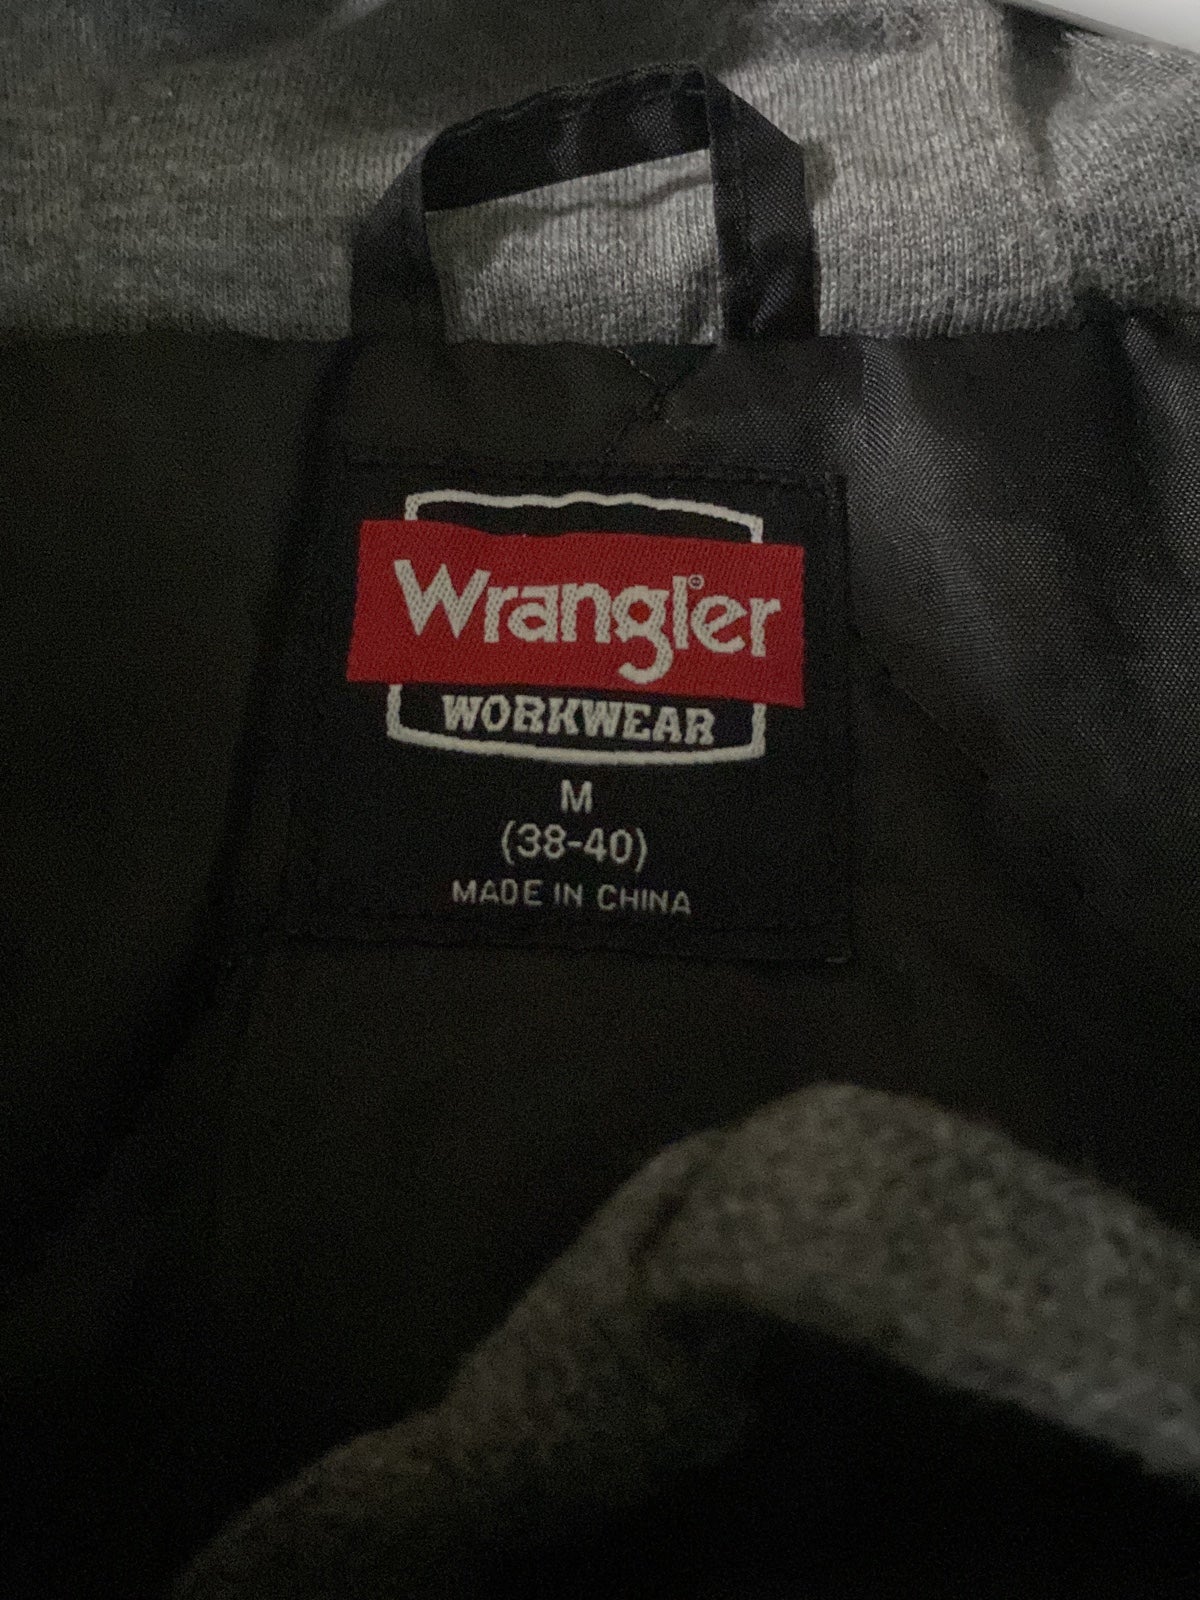 Wrangler®
WORKWEAR
M
(38-40)
MADE IN CHINA